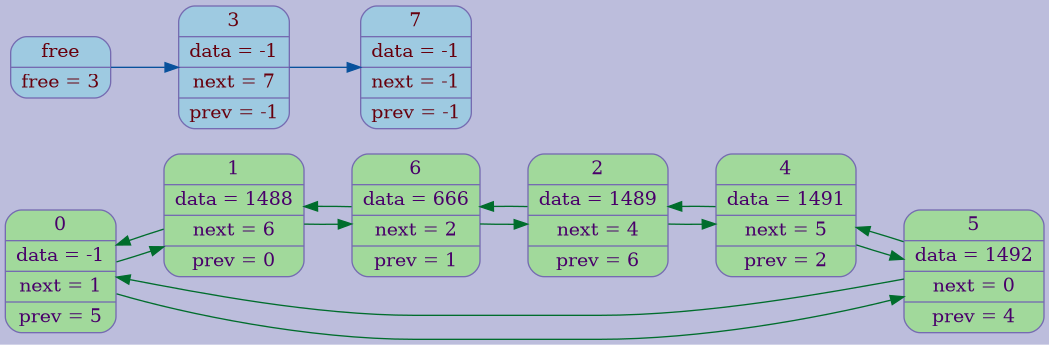 free
free = 3
3
data = -1
next = 7
prev = -1
7
data = -1
next = -1
prev = -1
0
data = -1
next = 1
prev = 5
1
data = 1488
next = 6
prev = 0
6
data = 666
next = 2
prev = 1
2
data = 1489
next = 4
prev = 6
4
data = 1491
next = 5
prev = 2
5
data = 1492
next = 0
prev = 4